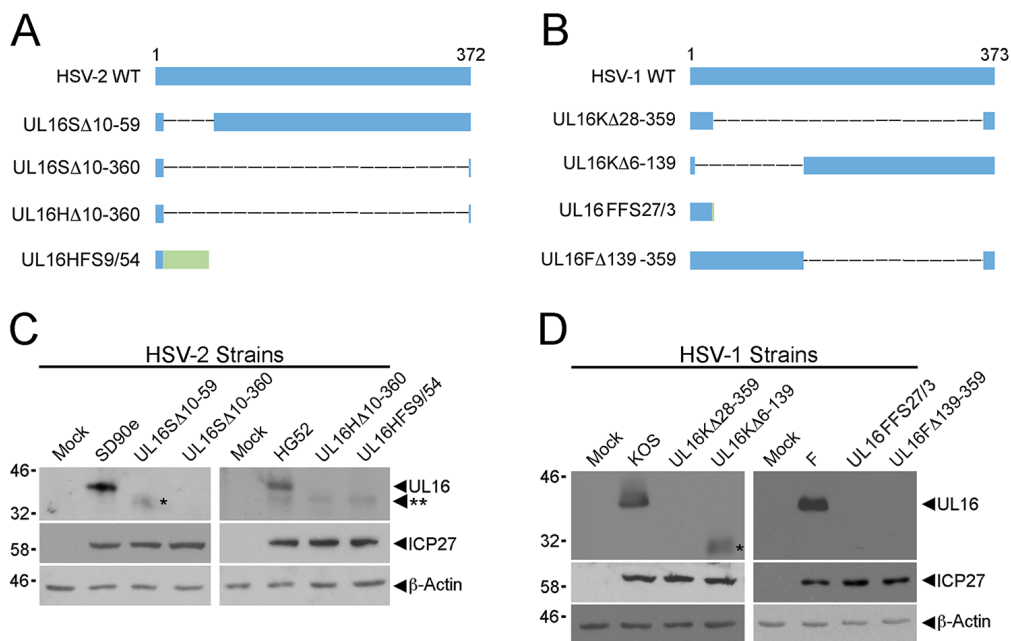 A
1 372
HSV-2 WT
UL16SΔ10-59
UL16SΔ10-360
UL16HΔ10-360
UL16HFS9/54
B
1 373
HSV-1 WT
UL16KΔ28-359
UL16KΔ6-139
UL16FFS27/3
UL16FΔ139-359
C
HSV-2 Strains
Mock
SD90e
UL16SΔ10-59
UL16SΔ10-360
Mock
HG52
UL16HΔ10-360
UL16HFS9/54
46-
UL16
*
**
32-
ICP27
58-
46-
β-Actin
D
HSV-1 Strains
Mock
KOS
UL16KΔ28-359
UL16KΔ6-139
Mock
F
UL16FFS27/3
UL16FΔ139-359
46-
UL16
32-
*
ICP27
58-
46-
β-Actin